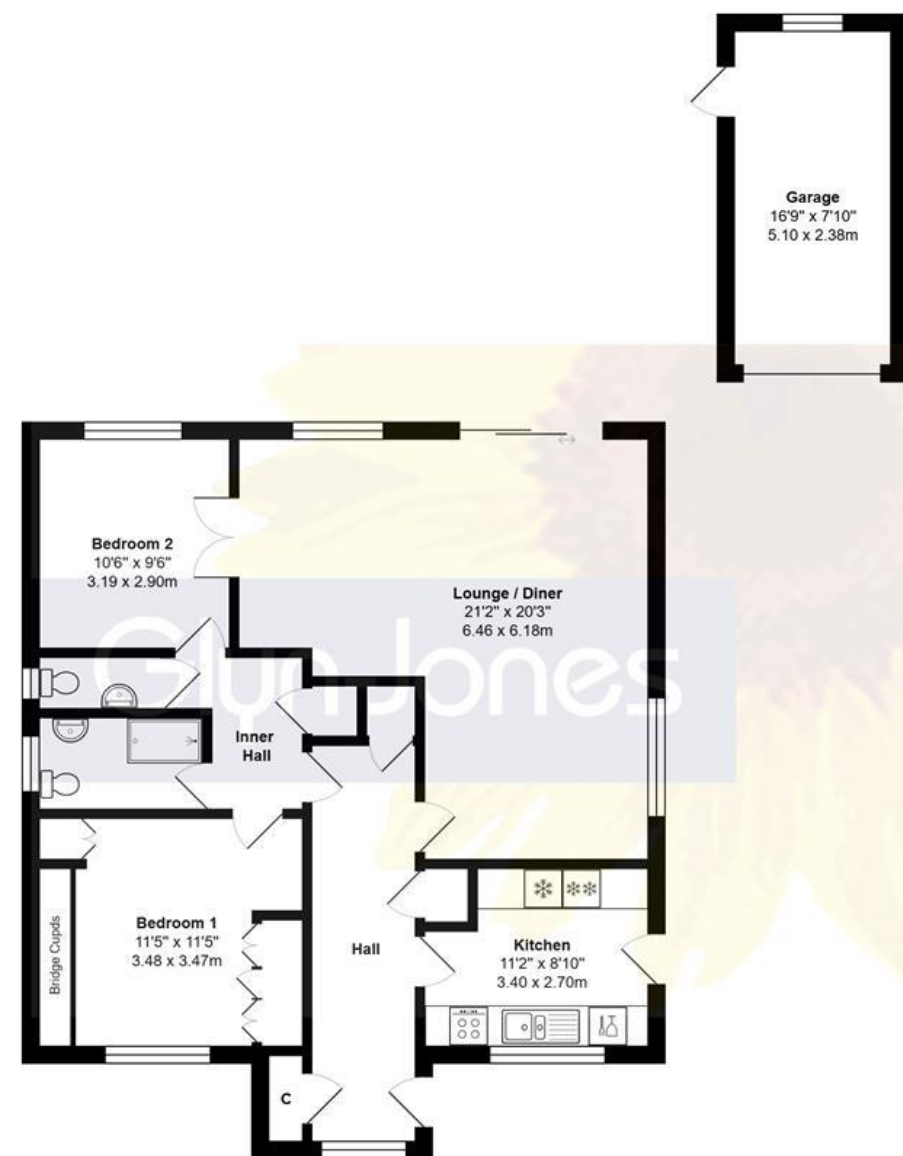 Garage
16'9" x 7'10"
5.10 x 2.38m
Bedroom 2
10'6" x 9'6"
3.19 x 2.90m
Lounge / Diner
21'2" x 20'3"
6.46 x 6.18m
Glyn Jones
Inner
Hall
Bedroom 1
11'5" x 11'5"
3.48 x 3.47m
Bridge Cupds
Hall
Kitchen
11'2" x 8'10"
3.40 x 2.70m
C